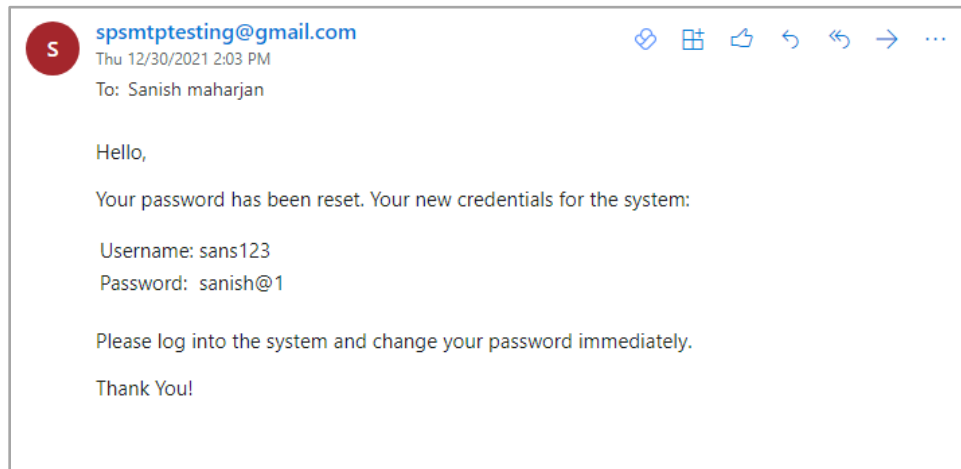 S
spsmtptesting@gmail.com
Thu 12/30/2021 2:03 PM
To: Sanish maharjan
Hello,
Your password has been reset. Your new credentials for the system:
Username: sans123
Password: sanish@1
Please log into the system and change your password immediately.
Thank You!